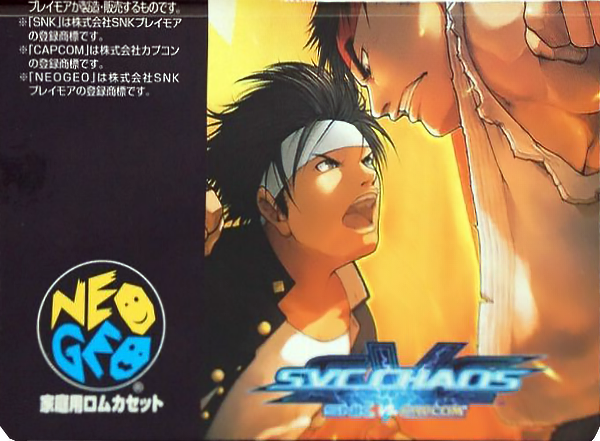 プレイモアが製造・販売するものです。
※「SNK」は株式会社SNKプレイモア
の登録商標です。
※「CAPCOM」は株式会社カプコン
の登録商標です。
※「NEOGEO」は株式会社SNK
プレイモアの登録商標です。
NEO
GEO
®
家庭用ロムカセット
SVC CHAOS
SNK VS. CAPCOM